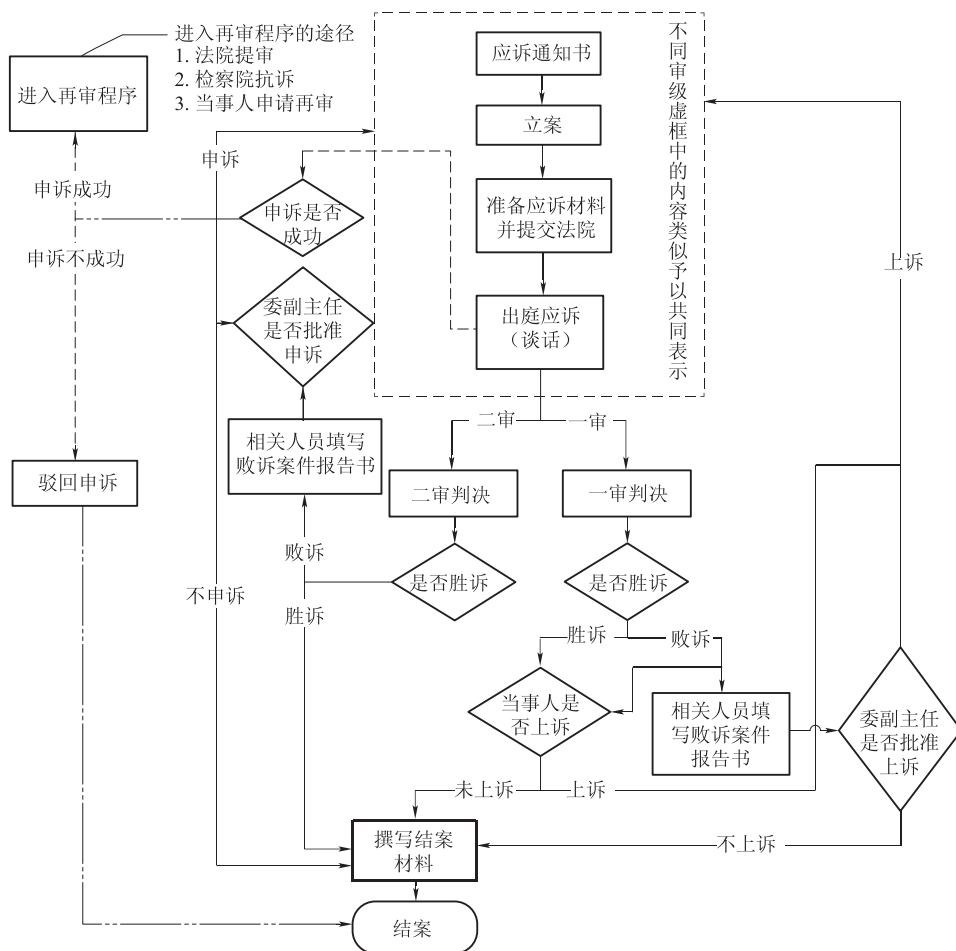 进入再审程序的途径
1. 法院提审
2. 检察院抗诉
3. 当事人申请再审
进入再审程序
应诉通知书
立案
准备应诉材料
并提交法院
出庭应诉
（谈话）
不同审级虚框中的内容类似予以共同表示
申诉
申诉是否
成功
申诉成功
申诉不成功
委副主任
是否批准
申诉
上诉
二审
一审
相关人员填写
败诉案件报告书
驳回申诉
二审判决
一审判决
败诉
是否胜诉
是否胜诉
不申诉
胜诉
胜诉
败诉
当事人是
否上诉
相关人员填
写败诉案件
报告书
委副主任
是否批准
上诉
未上诉
上诉
撰写结案
材料
不上诉
结案